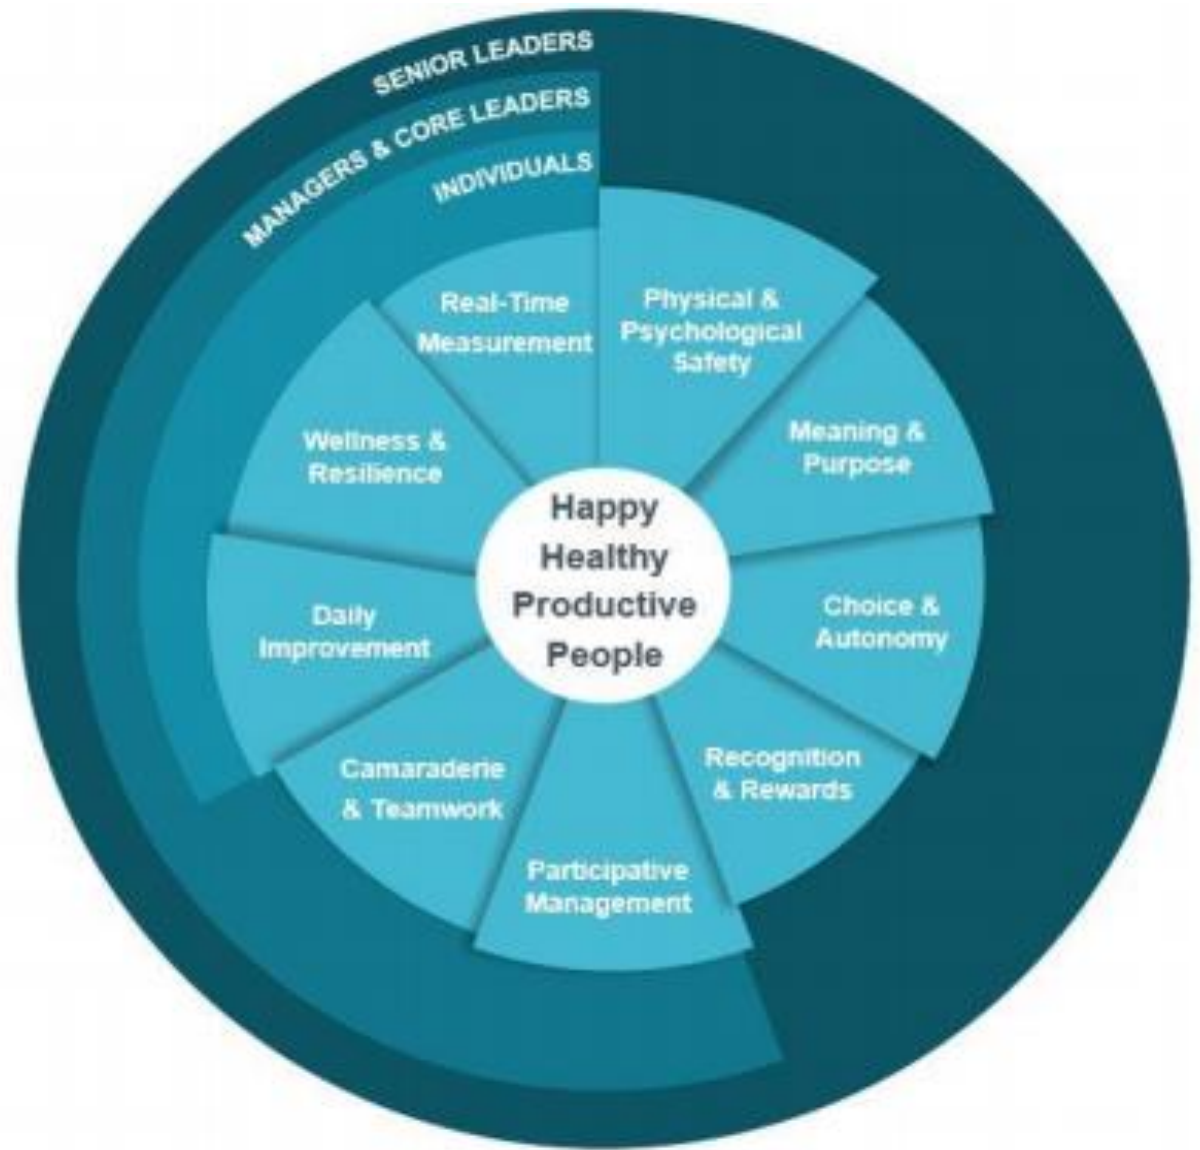 SENIOR LEADERS
MANAGERS & CORE LEADERS
INDIVIDUALS
Real-Time
Measurement
Physical &
Psychological
Safety
Meaning &
Purpose
Choice &
Autonomy
Recognition
& Rewards
Participative
Management
Camaraderie
& Teamwork
Daily
Improvement
Wellness &
Resilience
Happy
Healthy
Productive
People